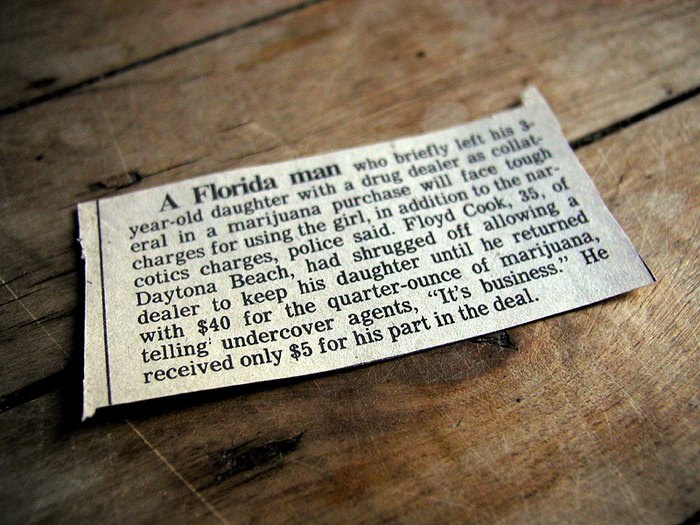 A Florida man who briefly left his 3-
year-old daughter with a drug dealer as collat-
eral in a marijuana purchase will face tough
charges for using the girl, in addition to the nar-
cotics charges, police said. Floyd Cook, 35, of
Daytona Beach, had shrugged off allowing a
dealer to keep his daughter until he returned
with $40 for the quarter-ounce of marijuana,
telling undercover agents, “It's business.” He
received only $5 for his part in the deal.